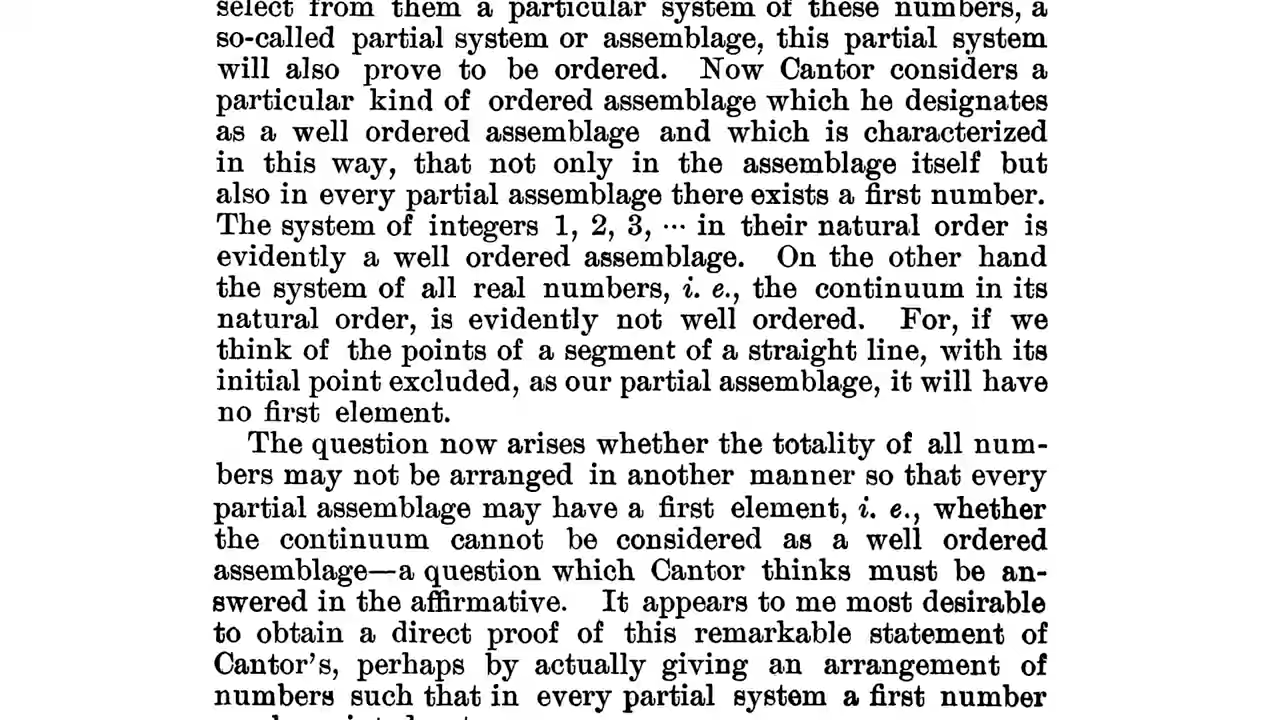 select from them a particular system of these numbers, a
so-called partial system or assemblage, this partial system
will also prove to be ordered. Now Cantor considers a
particular kind of ordered assemblage which he designates
as a well ordered assemblage and which is characterized
in this way, that not only in the assemblage itself but
also in every partial assemblage there exists a first number.
The system of integers 1, 2, 3, ··· in their natural order is
evidently a well ordered assemblage. On the other hand
the system of all real numbers, i. e., the continuum in its
natural order, is evidently not well ordered. For, if we
think of the points of a segment of a straight line, with its
initial point excluded, as our partial assemblage, it will have
no first element.
The question now arises whether the totality of all num-
bers may not be arranged in another manner so that every
partial assemblage may have a first element, i. e., whether
the continuum cannot be considered as a well ordered
assemblage—a question which Cantor thinks must be an-
swered in the affirmative. It appears to me most desirable
to obtain a direct proof of this remarkable statement of
Cantor's, perhaps by actually giving an arrangement of
numbers such that in every partial system a first number